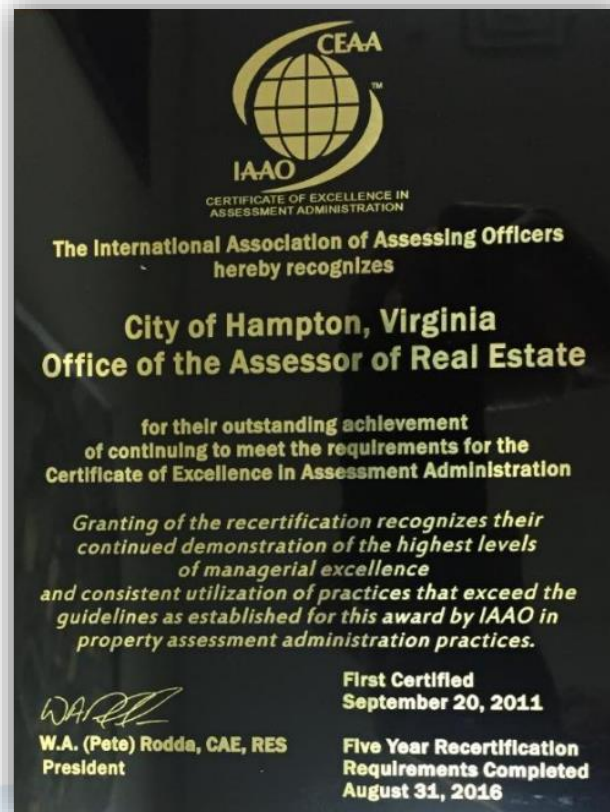 CEAA
TM
IAAO
CERTIFICATE OF EXCELLENCE IN
ASSESSMENT ADMINISTRATION
The International Association of Assessing Officers
hereby recognizes
City of Hampton, Virginia
Office of the Assessor of Real Estate
for their outstanding achievement
of continuing to meet the requirements for the
Certificate of Excellence in Assessment Administration
Granting of the recertification recognizes their
continued demonstration of the highest levels
of managerial excellence
and consistent utilization of practices that exceed the
guidelines as established for this award by IAAO in
property assessment administration practices.
W.A. (Pete) Rodda, CAE, RES
President
First Certified
September 20, 2011
Five Year Recertification
Requirements Completed
August 31, 2016